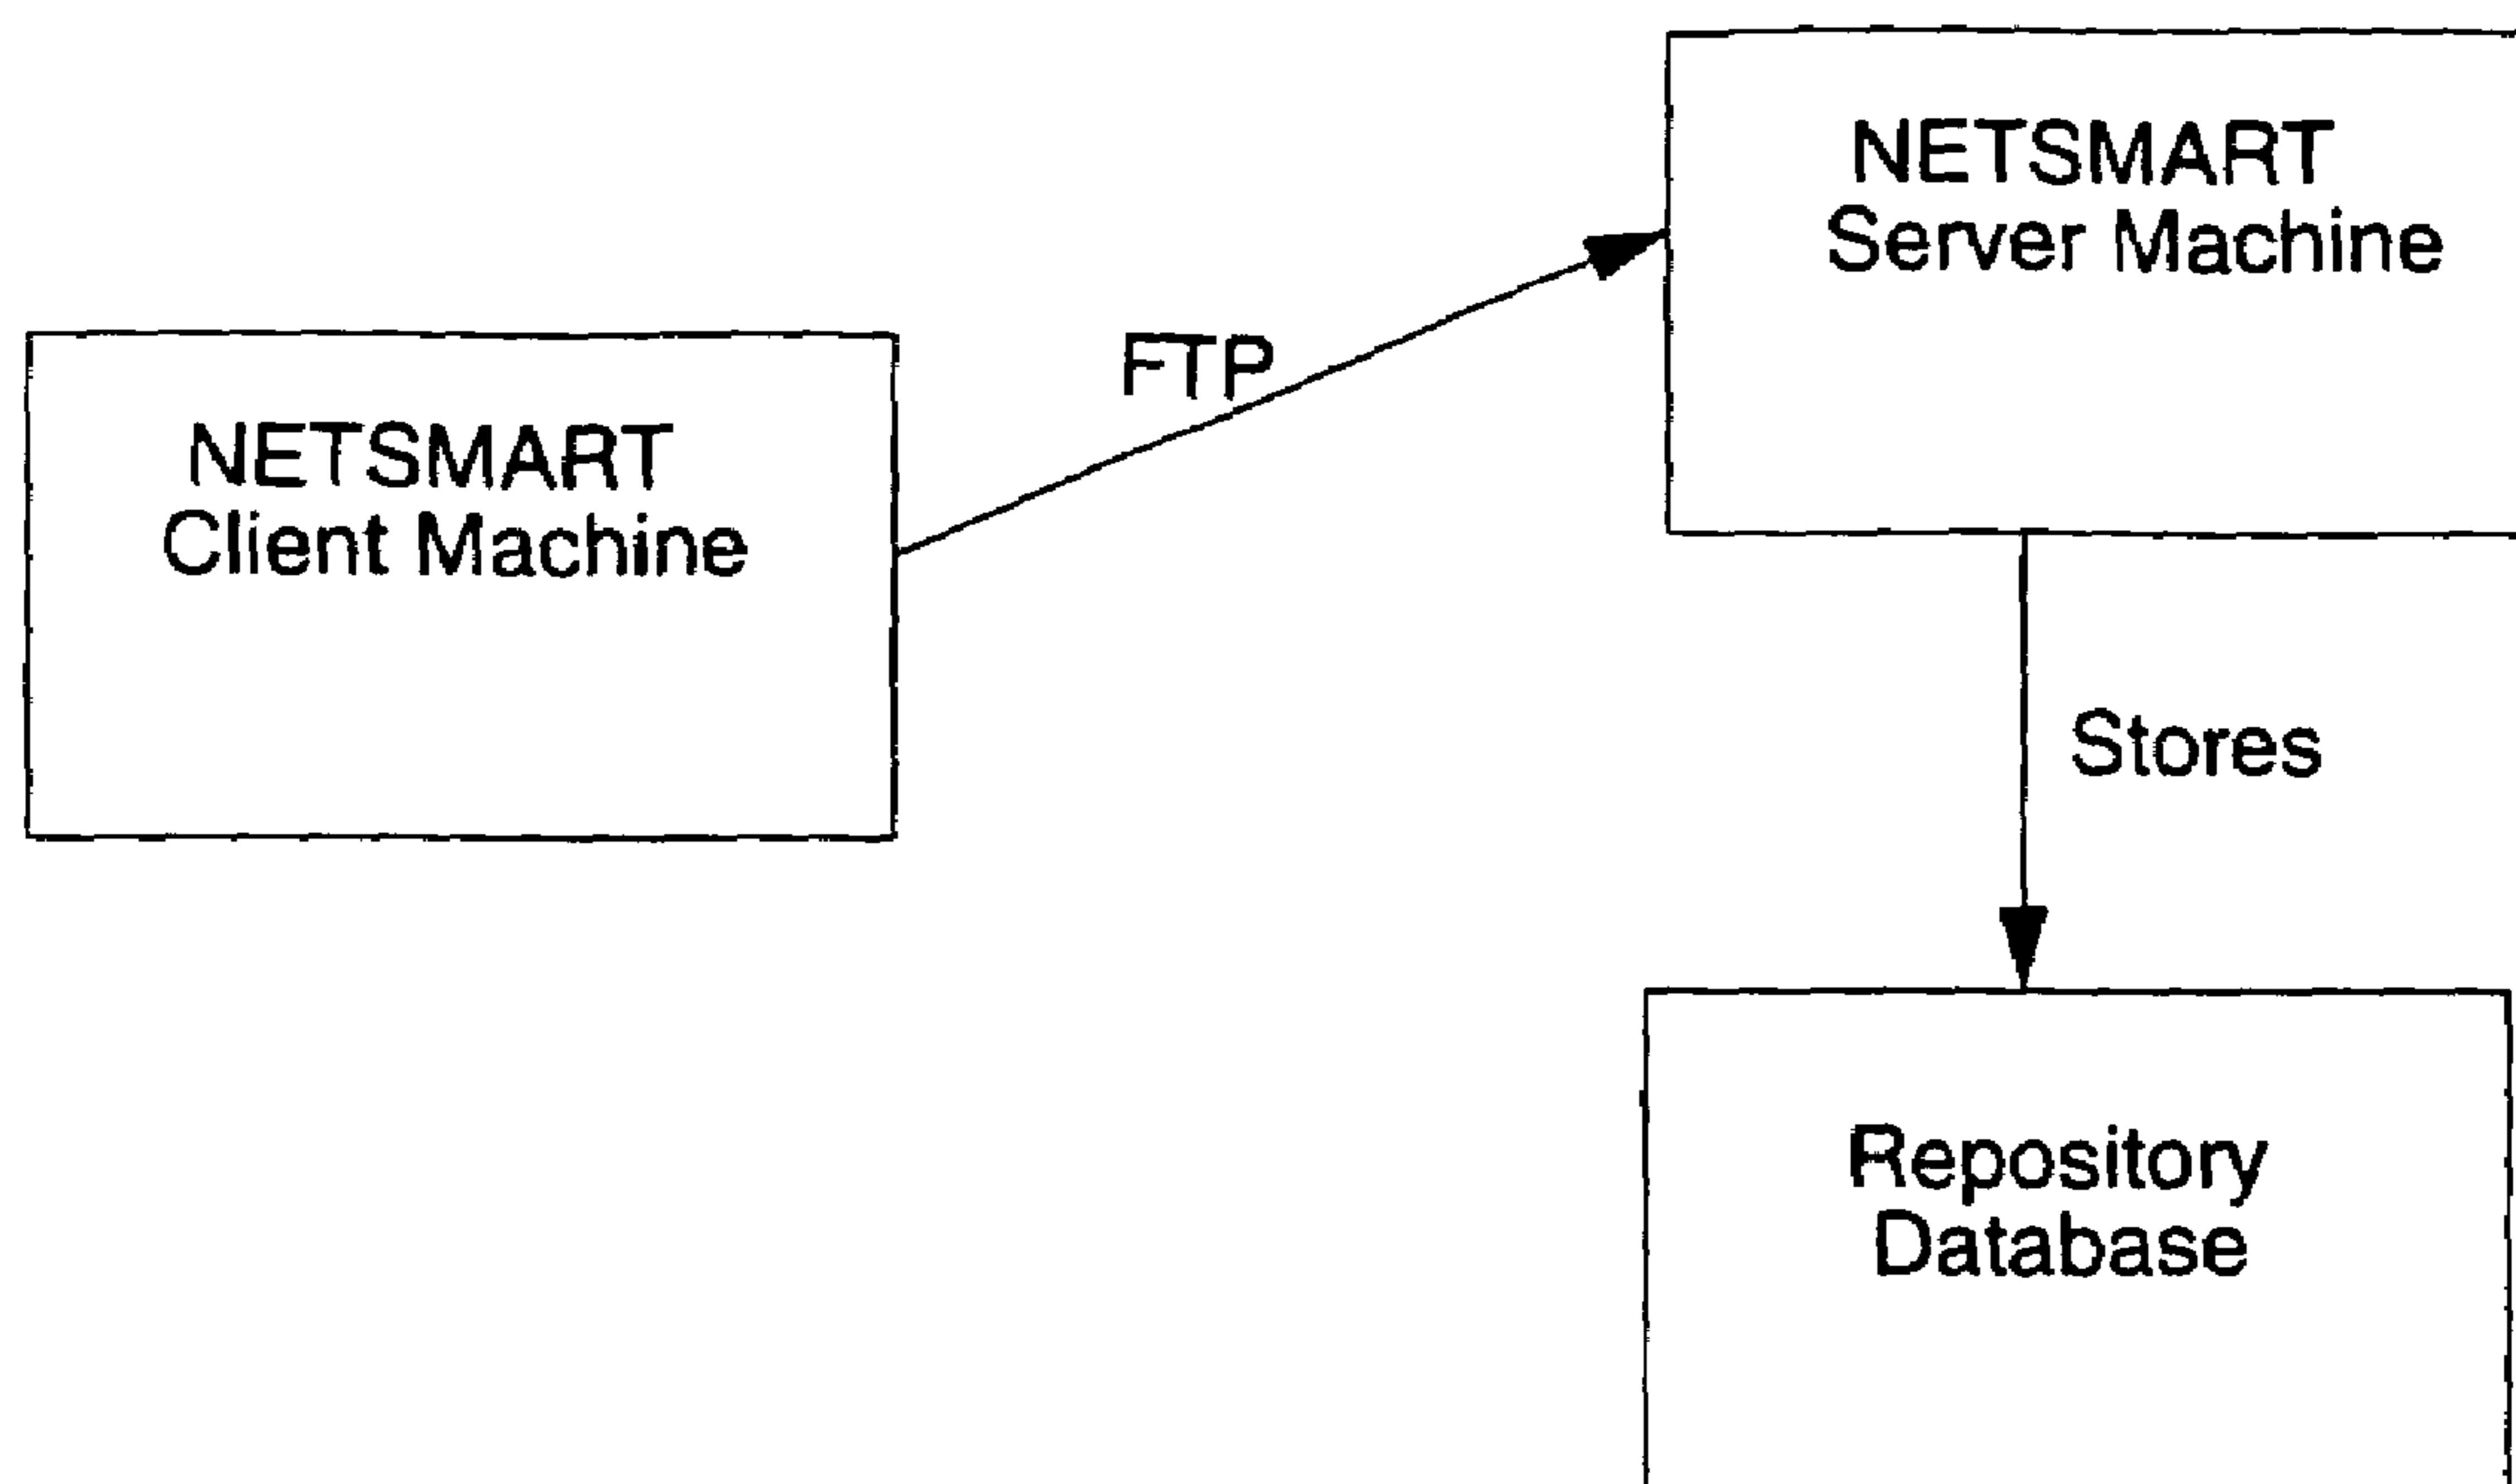 NETSMART
Server Machine
FTP
NETSMART
Client Machine
Stores
Repository
Database